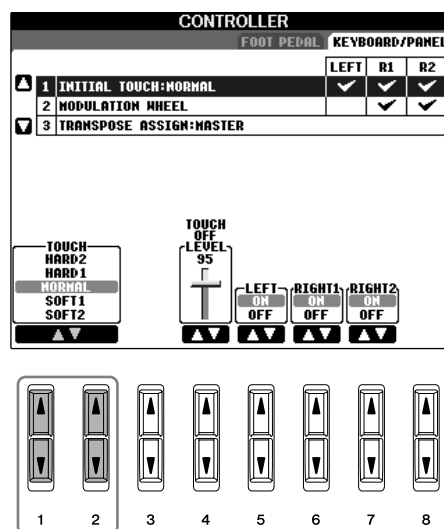 CONTROLLER
FOOT PEDAL KEYBOARD/PANEL
LEFT R1 R2
1 INITIAL TOUCH:NORMAL
2 MODULATION WHEEL
3 TRANSPOSE ASSIGN:MASTER
TOUCH
HARD2
HARD1
NORMAL
SOFT1
SOFT2
TOUCH
OFF
LEVEL
95
LEFT
ON
OFF
RIGHT1
ON
OFF
RIGHT2
ON
OFF
1 2 3 4 5 6 7 8